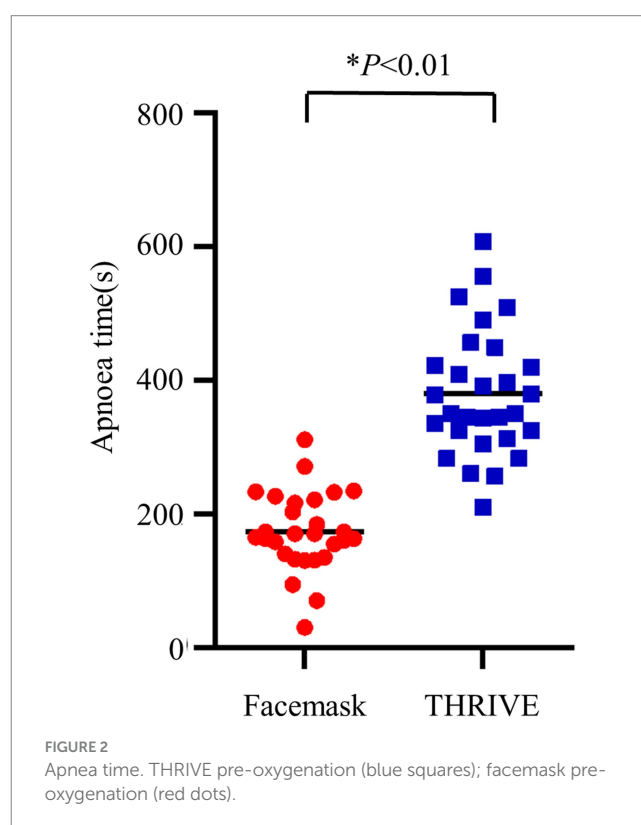 *P<0.01
800
600
400
200
0
Apnoea time(s)
Facemask THRIVE
FIGURE 2
Apnea time. THRIVE pre-oxygenation (blue squares); facemask pre-
oxygenation (red dots).